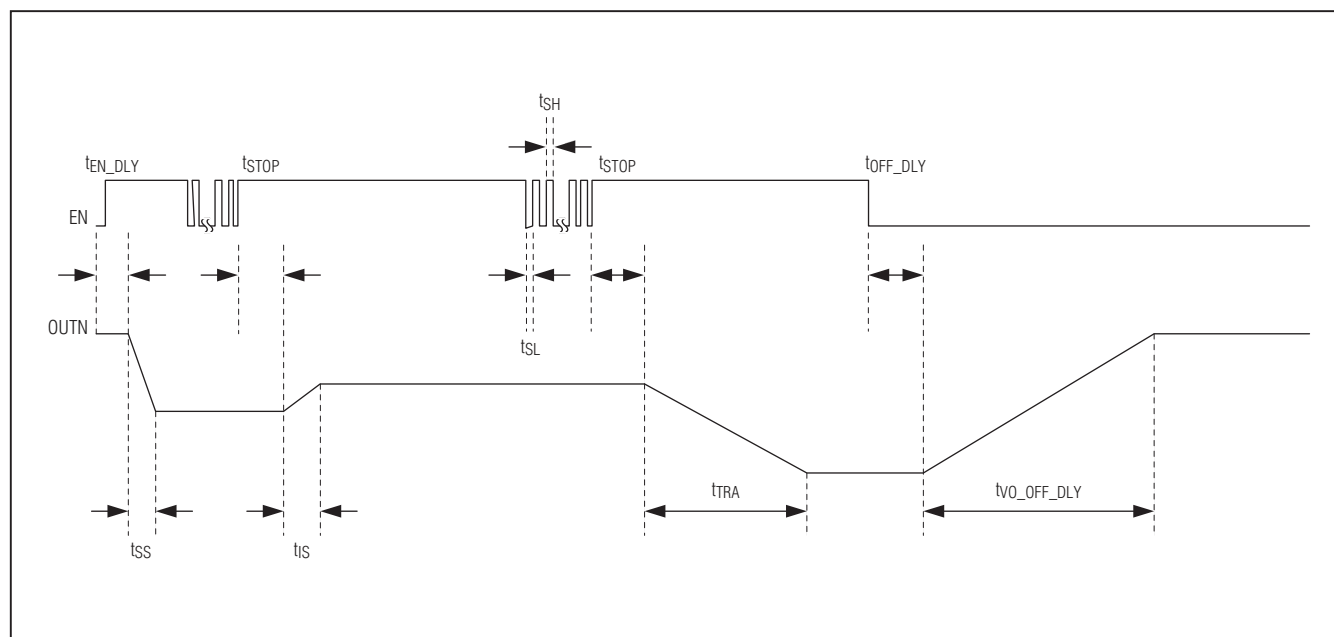 tSH
tEN_DLY
tSTOP
tSTOP
tOFF_DLY
EN
OUTN
tSL
tTRA
tVO_OFF_DLY
tSS
tIS